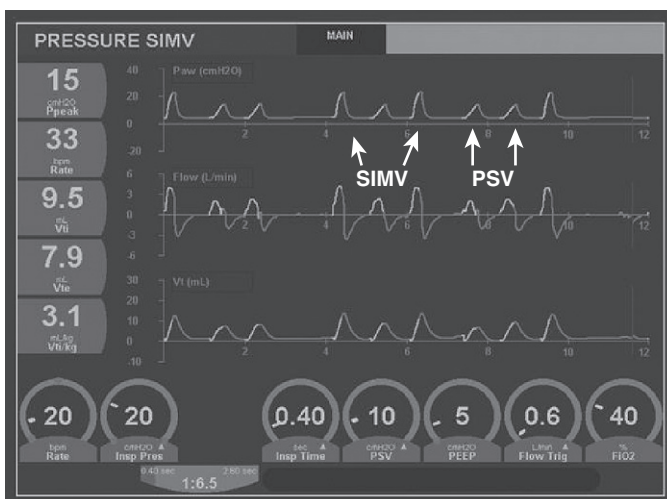 PRESSURE SIMV
MAIN
15
cmH2O
Ppeak
33
bpm
Rate
9.5
mL
Vti
7.9
mL
Vte
3.1
mL/kg
Vti/kg
Paw (cmH2O)
40
20
0
-20
2 4 6 8 10 12
SIMV PSV
Flow (L/min)
6
3
0
-3
-6
2 4 6 8 10 12
Vt (mL)
30
20
10
0
-10
2 4 6 8 10 12
20
bpm
Rate
20
cmH2O
Insp Pres
0.40
sec
Insp Time
10
cmH2O
PSV
5
cmH2O
PEEP
0.6
L/min
Flow Trig
40
%
FIO2
0.40 sec 2.60 sec
1:6.5